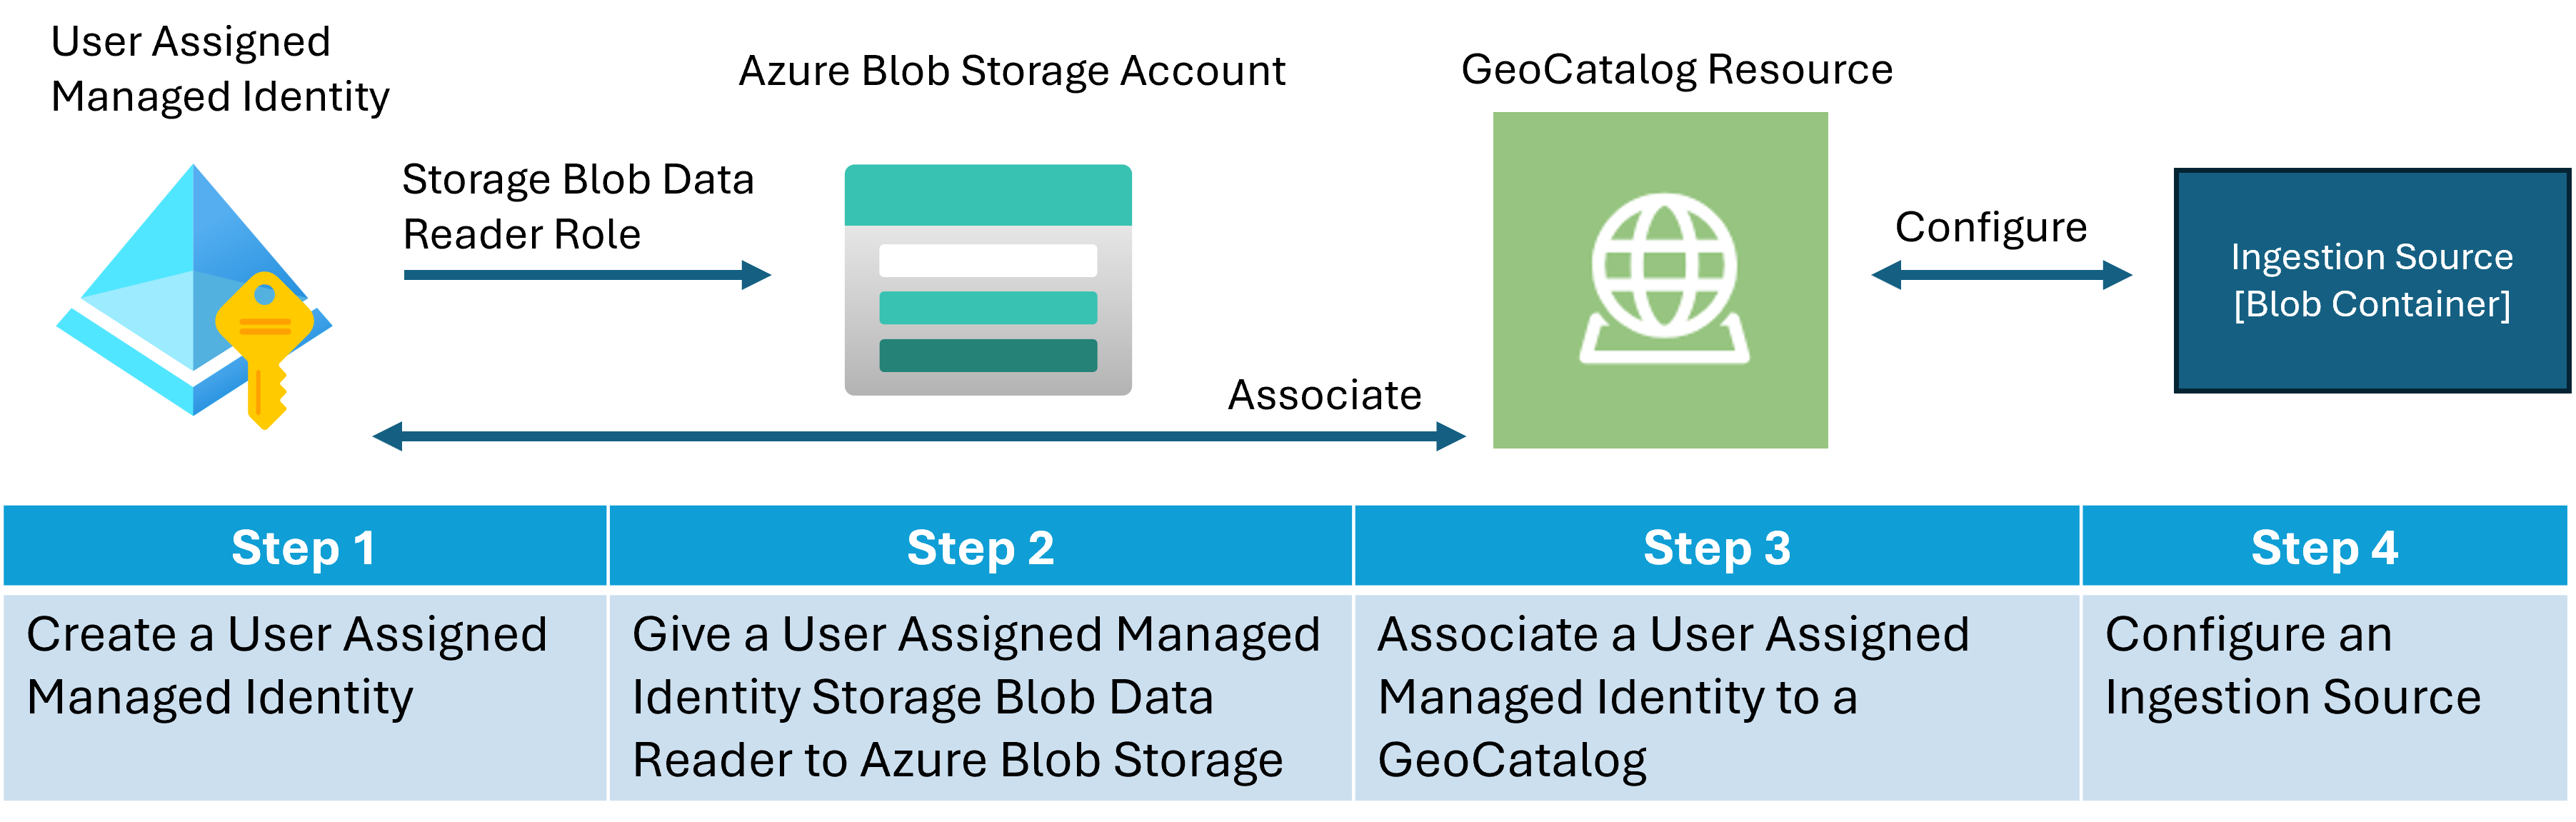 User Assigned
Managed Identity
Azure Blob Storage Account
GeoCatalog Resource
Storage Blob Data
Reader Role
Configure
Ingestion Source
[Blob Container]
Associate
Step 1
Step 2
Step 3
Step 4
Create a User Assigned
Managed Identity
Give a User Assigned Managed
Identity Storage Blob Data
Reader to Azure Blob Storage
Associate a User Assigned
Managed Identity to a
GeoCatalog
Configure an
Ingestion Source